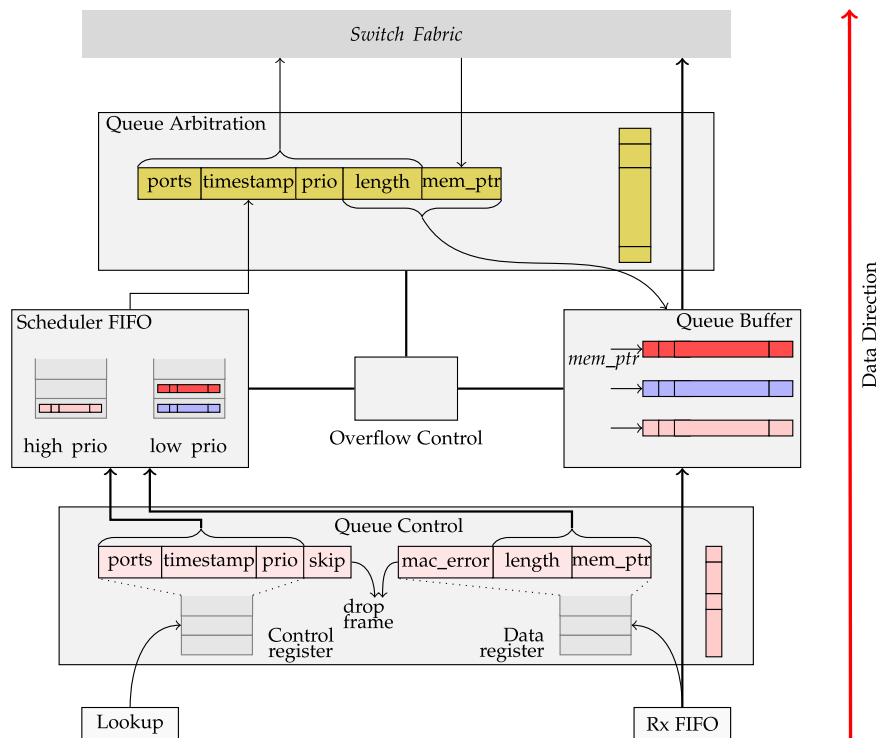 Switch Fabric
Queue Arbitration
ports timestamp prio length mem_ptr
Scheduler FIFO
high prio low prio
Overflow Control
Queue Buffer
mem_ptr
Data Direction
Queue Control
ports timestamp prio skip
mac_error length mem_ptr
drop
frame
Control
register
Data
register
Lookup
Rx FIFO